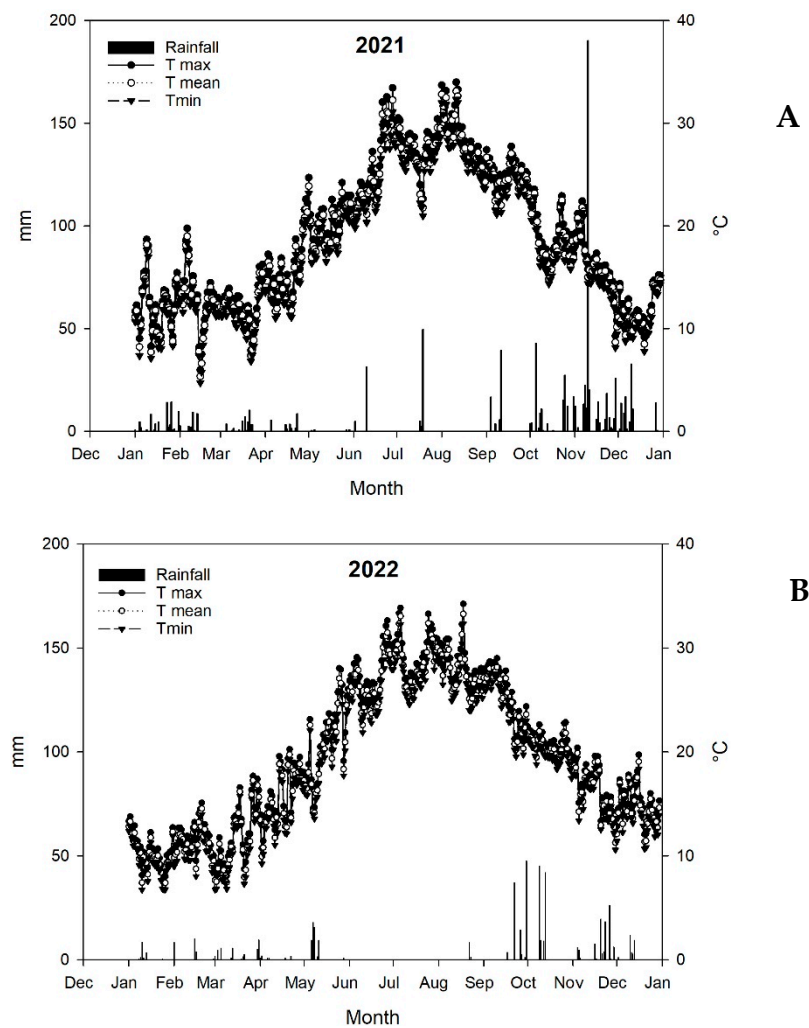 2021
Rainfall
T max
T mean
Tmin
A
200
150
100
50
0
mm
40
30
20
10
0
°C
Dec Jan Feb Mar Apr May Jun Jul Aug Sep Oct Nov Dec Jan
Month
2022
Rainfall
T max
T mean
Tmin
B
200
150
100
50
0
mm
40
30
20
10
0
°C
Dec Jan Feb Mar Apr May Jun Jul Aug Sep Oct Nov Dec Jan
Month